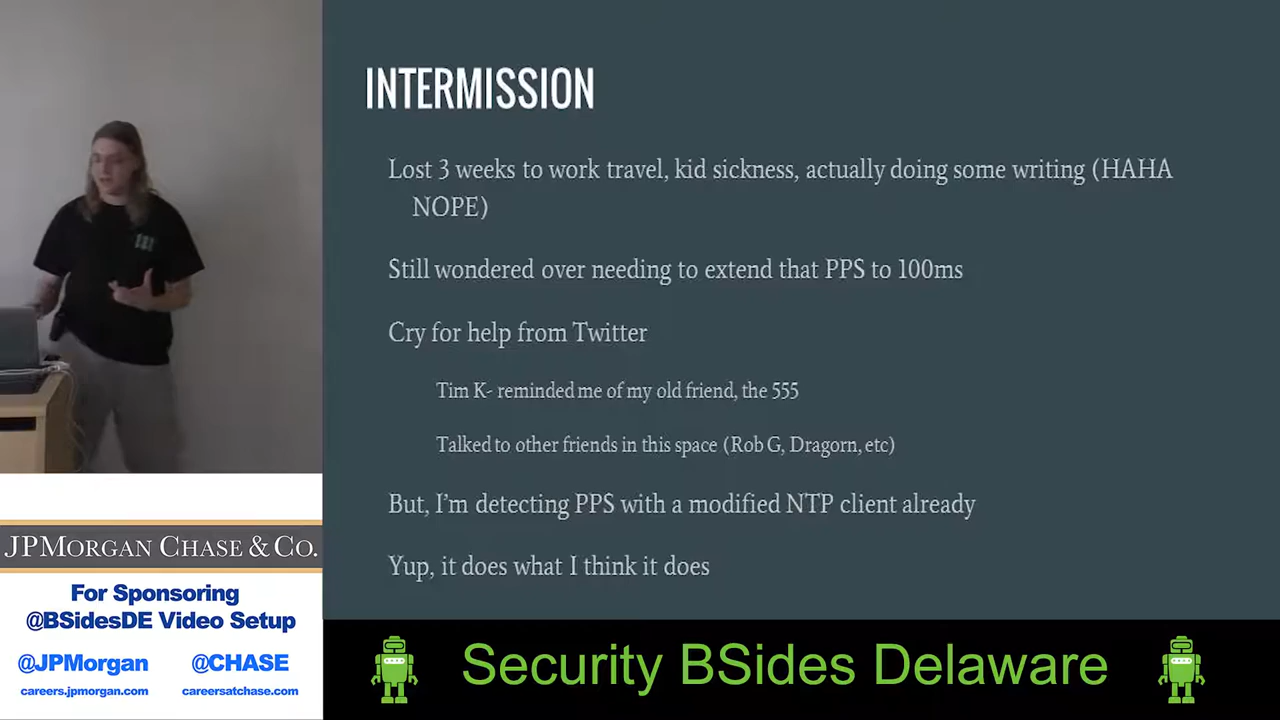 INTERMISSION
Lost 3 weeks to work travel, kid sickness, actually doing some writing (HAHA
NOPE)
Still wondered over needing to extend that PPS to 100ms
Cry for help from Twitter
Tim K- reminded me of my old friend, the 555
Talked to other friends in this space (Rob G, Dragorn, etc)
But, I'm detecting PPS with a modified NTP client already
Yup, it does what I think it does
JPMORGAN CHASE & CO.
For Sponsoring
@BSidesDE Video Setup
@JPMorgan @CHASE
careers.jpmorgan.com careersatchase.com
Security BSides Delaware